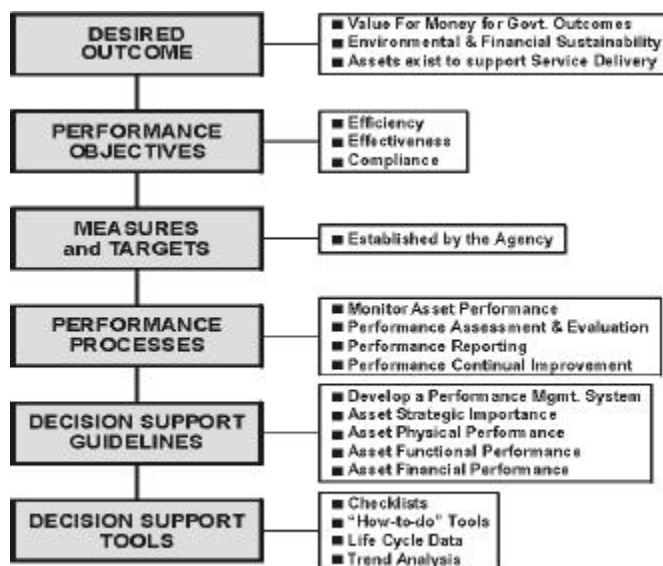 DESIRED
OUTCOME
■ Value For Money for Govt. Outcomes
■ Environmental & Financial Sustainability
■ Assets exist to support Service Delivery
PERFORMANCE
OBJECTIVES
■ Efficiency
■ Effectiveness
■ Compliance
MEASURES
and TARGETS
■ Established by the Agency
PERFORMANCE
PROCESSES
■ Monitor Asset Performance
■ Performance Assessment & Evaluation
■ Performance Reporting
■ Performance Continual Improvement
DECISION SUPPORT
GUIDELINES
■ Develop a Performance Mgmt. System
■ Asset Strategic Importance
■ Asset Physical Performance
■ Asset Functional Performance
■ Asset Financial Performance
DECISION SUPPORT
TOOLS
■ Checklists
■ "How-to-do" Tools
■ Life Cycle Data
■ Trend Analysis